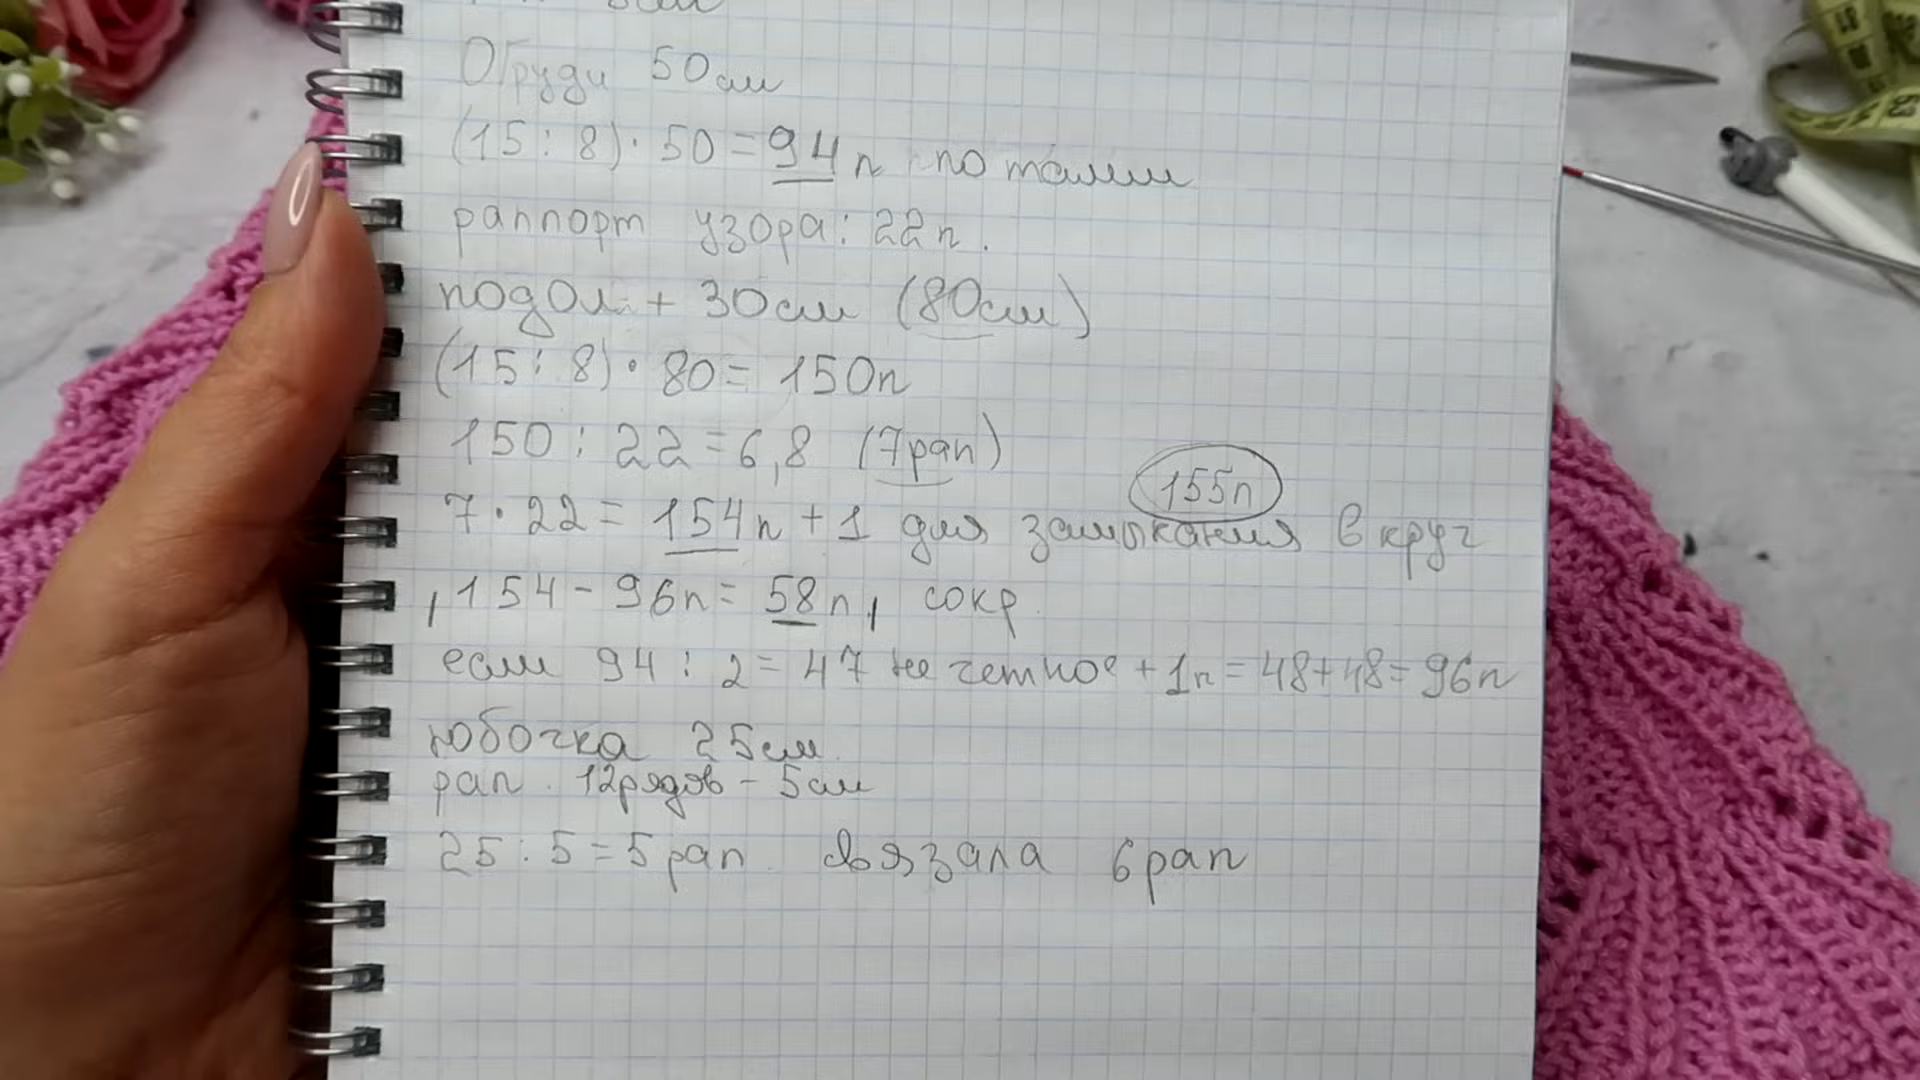 Огруди 50см
(15:8)·50=94п по талии
раппорт узора: 22п.
подол + 30см (80см)
(15:8)·80=150п
150:22=6,8 (7рап)
155п
7·22=154п+1 для замыкания в круг
154-96п=58п, сокр.
если 94:2=47 не четное +1п=48+48=96п
юбочка 25см.
рап. 12рядов-5см
25:5=5рап. связала 6рап